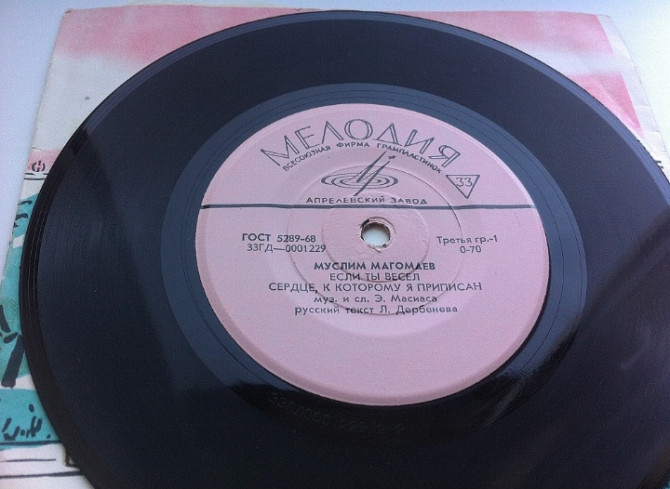 МЕЛОДИЯ
ВСЕСОЮЗНАЯ ФИРМА ГРАМПЛАСТИНОК
33
АПРЕЛЕВСКИЙ ЗАВОД
ГОСТ 5289-68
Третья гр.-1
33ГД—0001229
0-70
МУСЛИМ МАГОМАЕВ
ЕСЛИ ТЫ ВЕСЕЛ
СЕРДЦЕ, К КОТОРОМУ Я ПРИПИСАН
муз. и сл. Э. Масиаса
русский текст Л. Дербенева